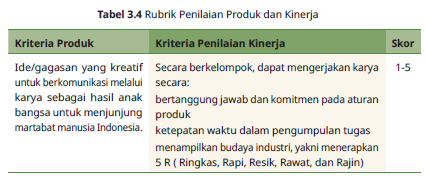 Tabel 3.4 Rubrik Penilaian Produk dan Kinerja
Kriteria Produk
Kriteria Penilaian Kinerja
Skor
Ide/gagasan yang kreatif
untuk berkomunikasi melalui
karya sebagai hasil anak
bangsa untuk menjunjung
martabat manusia Indonesia.
Secara berkelompok, dapat mengerjakan karya
secara:
bertanggung jawab dan komitmen pada aturan
produk
ketepatan waktu dalam pengumpulan tugas
menampilkan budaya industri, yakni menerapkan
5 R ( Ringkas, Rapi, Resik, Rawat, dan Rajin)
1-5